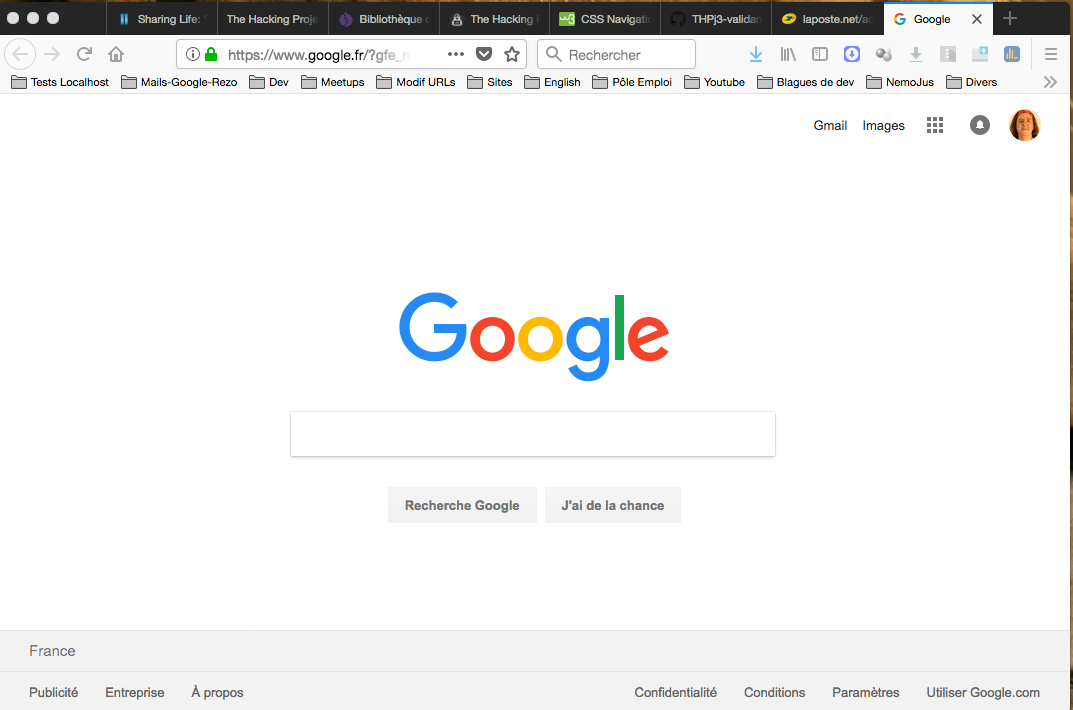 Sharing Life: The Hacking Proje Bibliothèque The Hacking CSS Navigati THPj3-validan laposte.net/ac Google
https://www.google.fr/?gfe_r Rechercher
Tests Localhost Mails-Google-Rezo Dev Meetups Modif URLs Sites English Pôle Emploi Youtube Blagues de dev NemoJus Divers
Gmail Images
Google
Recherche Google J'ai de la chance
France
Publicité Entreprise À propos Confidentialité Conditions Paramètres Utiliser Google.com